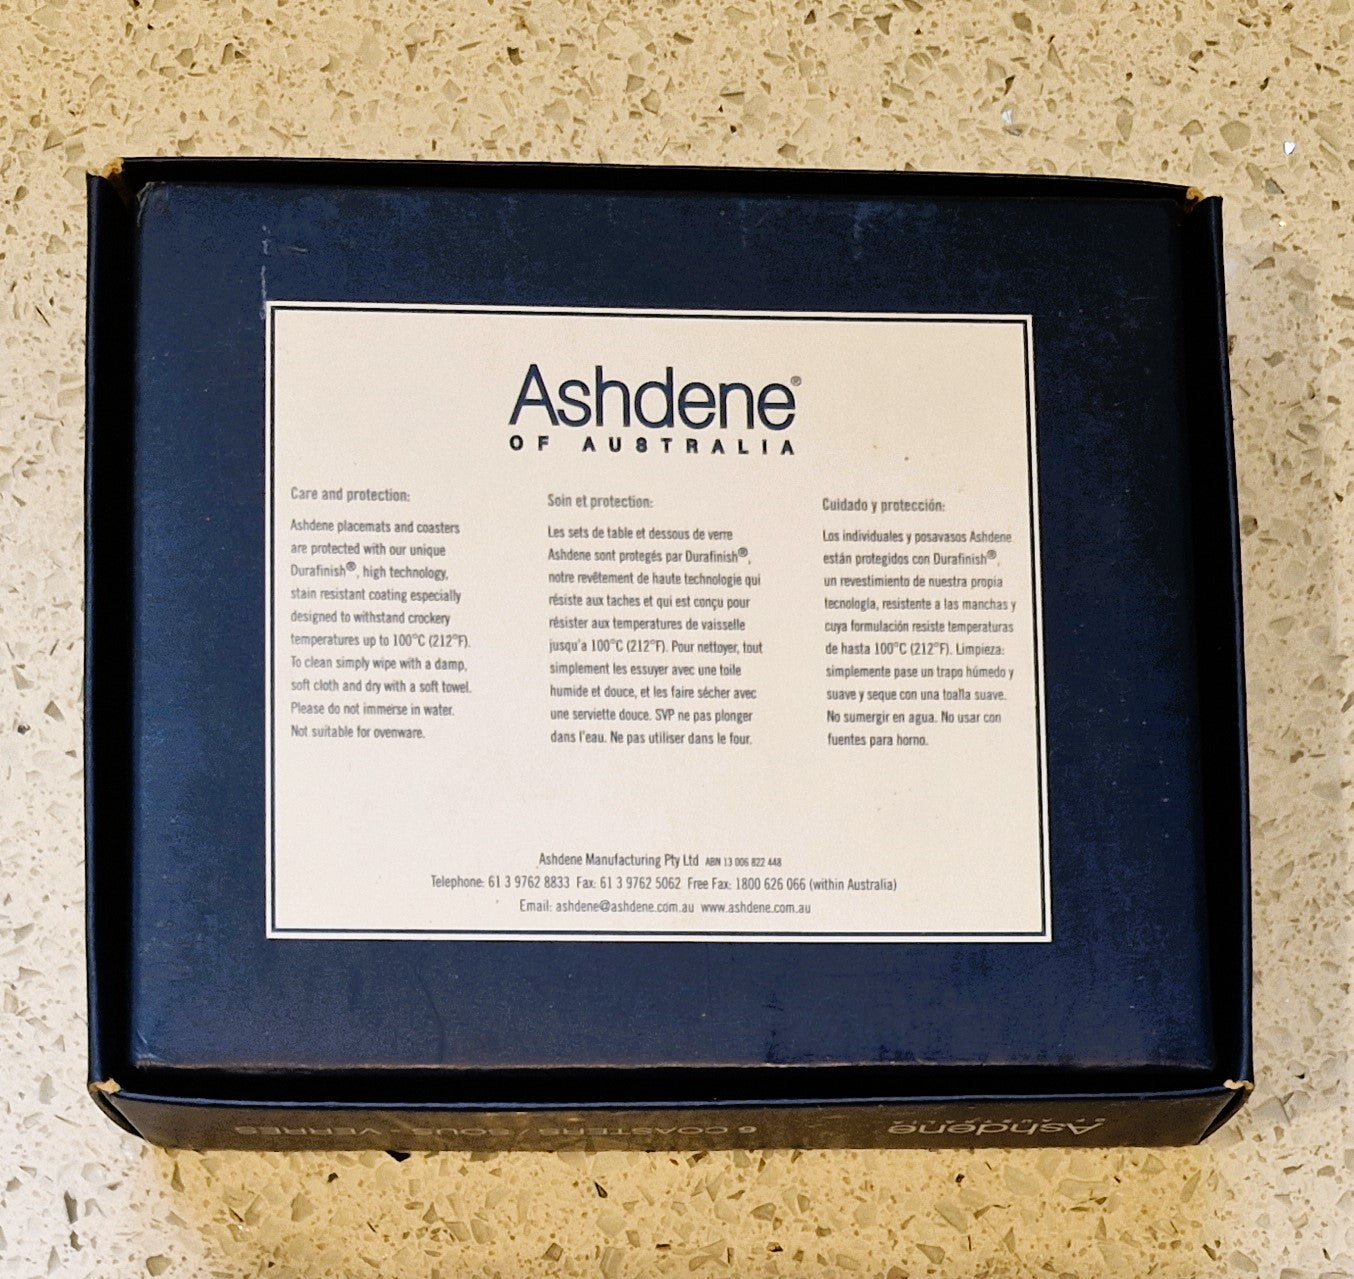 Ashdene®
OF AUSTRALIA
Care and protection:
Ashdene placemats and coasters
are protected with our unique
Durafinish®, high technology,
stain resistant coating especially
designed to withstand crockery
temperatures up to 100°C (212°F).
To clean simply wipe with a damp,
soft cloth and dry with a soft towel.
Please do not immerse in water.
Not suitable for ovenware.
Soin et protection:
Les sets de table et dessous de verre
Ashdene sont protegés par Durafinish®,
notre revêtement de haute technologie qui
résiste aux taches et qui est conçu pour
résister aux temperatures de vaisselle
jusqu'a 100°C (212°F). Pour nettoyer, tout
simplement les essuyer avec une toile
humide et douce, et les faire sécher avec
une serviette douce. SVP ne pas plonger
dans l'eau. Ne pas utiliser dans le four.
Cuidado y protección:
Los individuales y posavasos Ashdene
están protegidos con Durafinish®,
un revestimiento de nuestra propia
tecnología, resistente a las manchas y
cuya formulación resiste temperaturas
de hasta 100°C (212°F). Limpieza:
simplemente pase un trapo húmedo y
suave y seque con una toalla suave.
No sumergir en agua. No usar con
fuentes para horno.
Ashdene Manufacturing Pty Ltd ABN 13 006 822 448
Telephone: 61 3 9762 8833 Fax: 61 3 9762 5062 Free Fax: 1800 626 066 (within Australia)
Email: ashdene@ashdene.com.au www.ashdene.com.au
Ashdene
6 COASTERS/SOUS VERRES